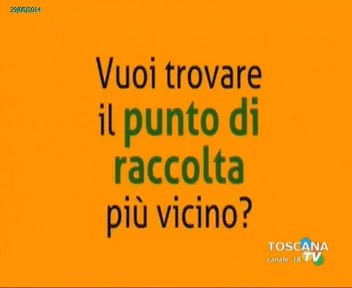 29/05/2014
Vuoi trovare
il punto di
raccolta
più vicino?
TOSCANA
canale 18 TV